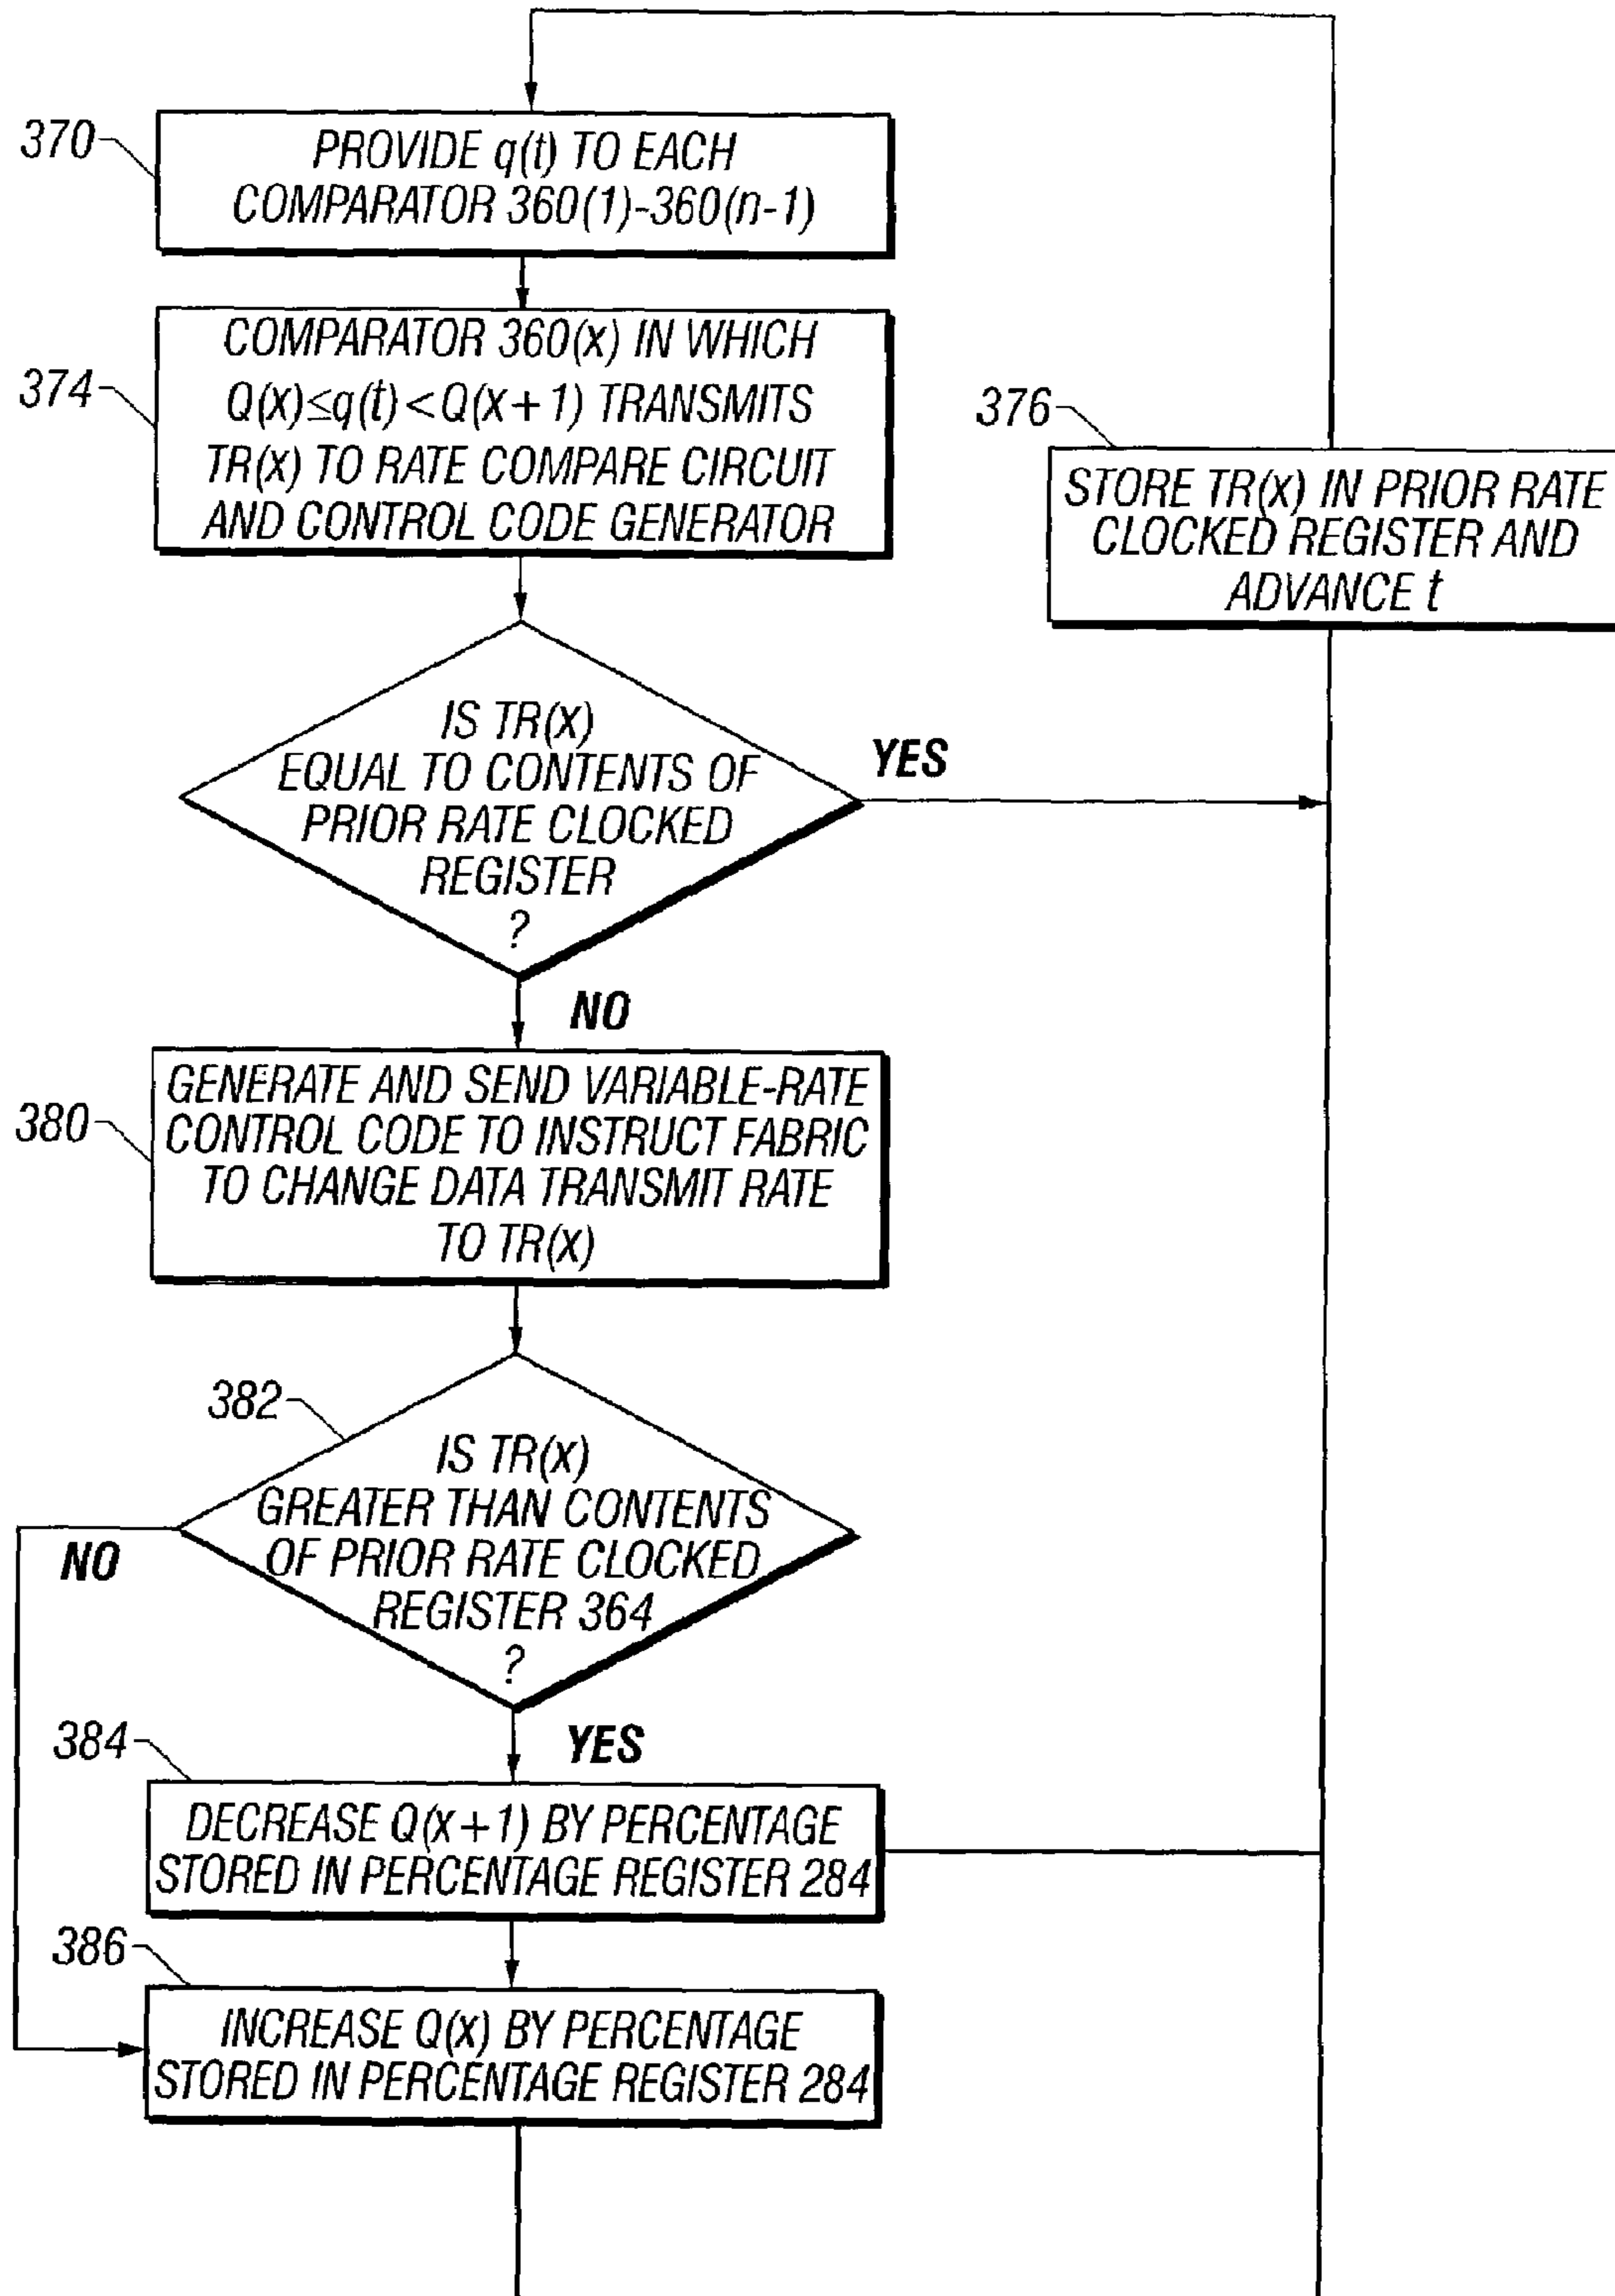 370
PROVIDE q(t) TO EACH
COMPARATOR 360(1)-360(n-1)
374
COMPARATOR 360(x) IN WHICH
Q(x)≤q(t)<Q(x+1) TRANSMITS
TR(x) TO RATE COMPARE CIRCUIT
AND CONTROL CODE GENERATOR
376
STORE TR(x) IN PRIOR RATE
CLOCKED REGISTER AND
ADVANCE t
IS TR(x)
EQUAL TO CONTENTS OF
PRIOR RATE CLOCKED
REGISTER
?
YES
NO
380
GENERATE AND SEND VARIABLE-RATE
CONTROL CODE TO INSTRUCT FABRIC
TO CHANGE DATA TRANSMIT RATE
TO TR(x)
382
IS TR(x)
GREATER THAN CONTENTS
OF PRIOR RATE CLOCKED
REGISTER 364
?
NO
YES
384
DECREASE Q(x+1) BY PERCENTAGE
STORED IN PERCENTAGE REGISTER 284
386
INCREASE Q(x) BY PERCENTAGE
STORED IN PERCENTAGE REGISTER 284